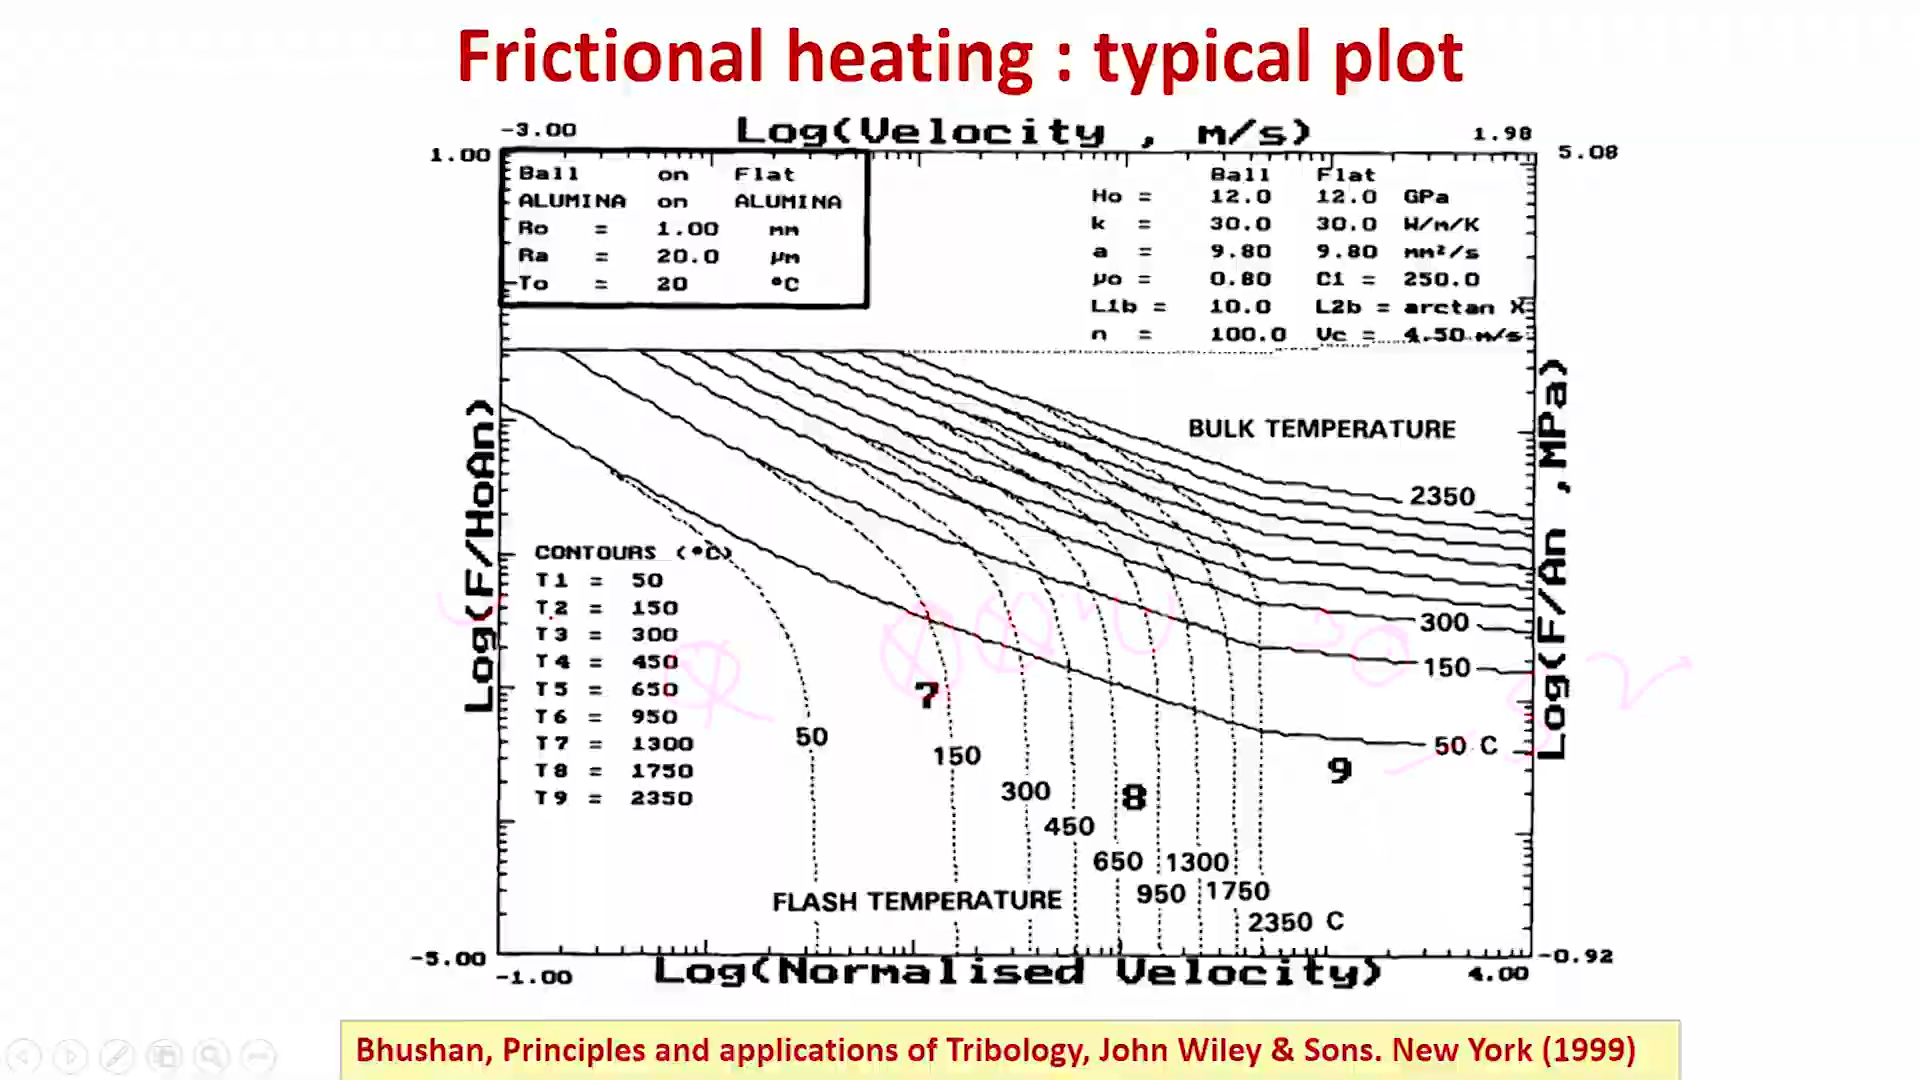 Frictional heating : typical plot
-3.00 Log(Velocity , m/s) 1.98
1.00 5.08
Ball on Flat
ALUMINA on ALUMINA
Ro = 1.00 mm
Ra = 20.0 µm
To = 20 °C
Ball Flat
Ho = 12.0 12.0 GPa
k = 30.0 30.0 W/m/K
a = 9.80 9.80 mm²/s
µo = 0.80 C1 = 250.0
L1b = 10.0 L2b = arctan X
n = 100.0 Vc = 4.50 m/s
Log(F/HoAn)
Log(F/An ,MPa)
BULK TEMPERATURE
2350
300
150
50 C
CONTOURS (°C)
T1 = 50
T2 = 150
T3 = 300
T4 = 450
T5 = 650
T6 = 950
T7 = 1300
T8 = 1750
T9 = 2350
7
8
9
50
150
300
450
650
1300
950
1750
2350 C
FLASH TEMPERATURE
-5.00 -0.92
-1.00 Log(Normalised Velocity) 4.00
Bhushan, Principles and applications of Tribology, John Wiley & Sons. New York (1999)